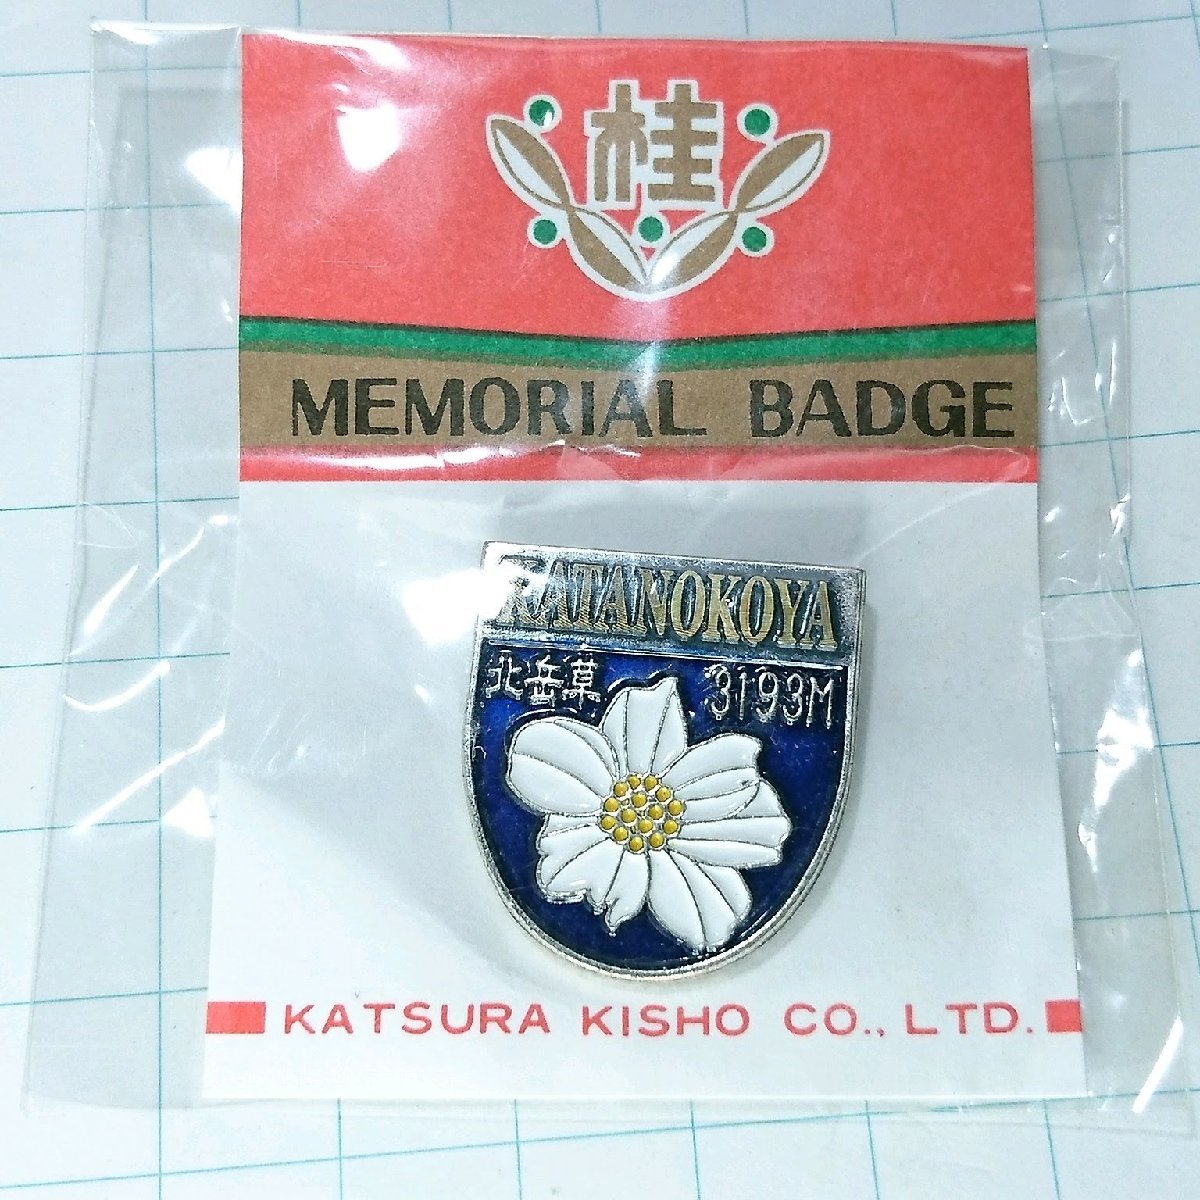 桂
MEMORIAL BADGE
KATANOKOYA
北岳草 3193M
KATSURA KISHO CO., LTD.